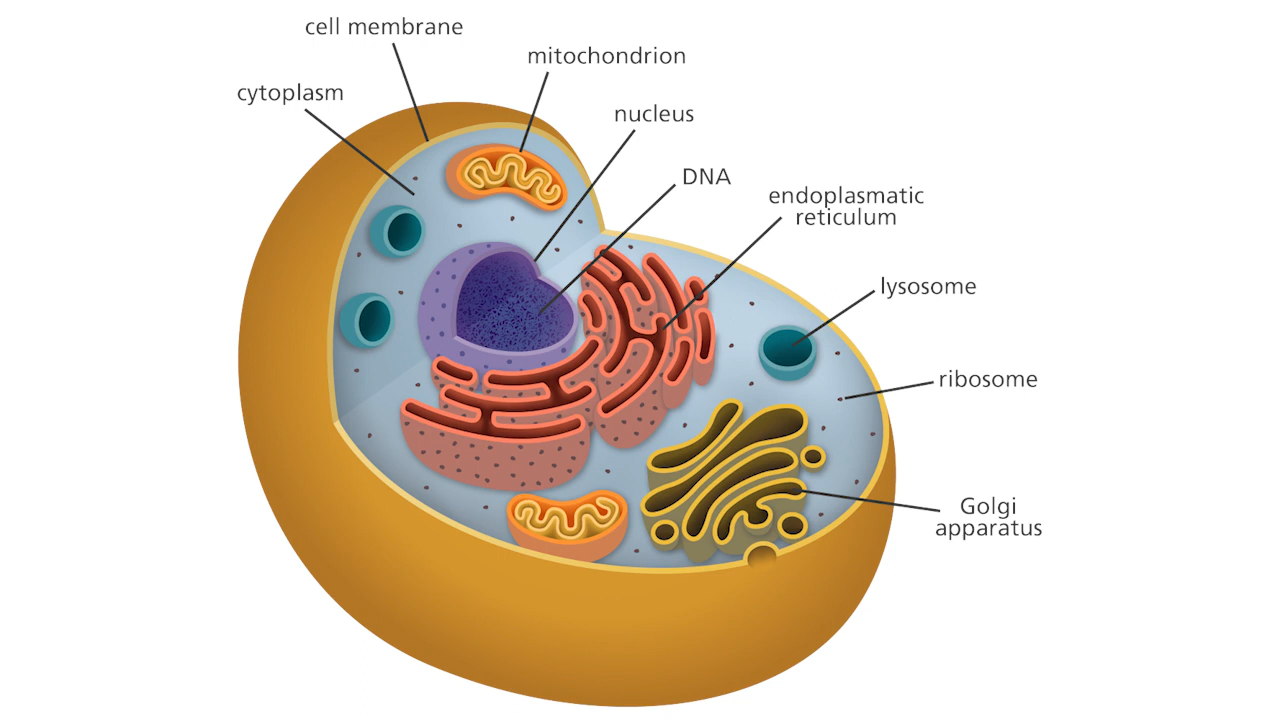 cell membrane
mitochondrion
cytoplasm
nucleus
DNA
endoplasmatic
reticulum
lysosome
ribosome
Golgi
apparatus